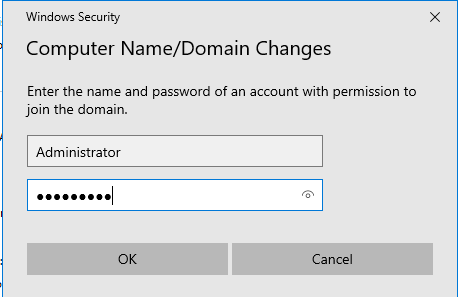 Windows Security
Computer Name/Domain Changes
Enter the name and password of an account with permission to
join the domain.
Administrator
●●●●●●●●●
OK
Cancel